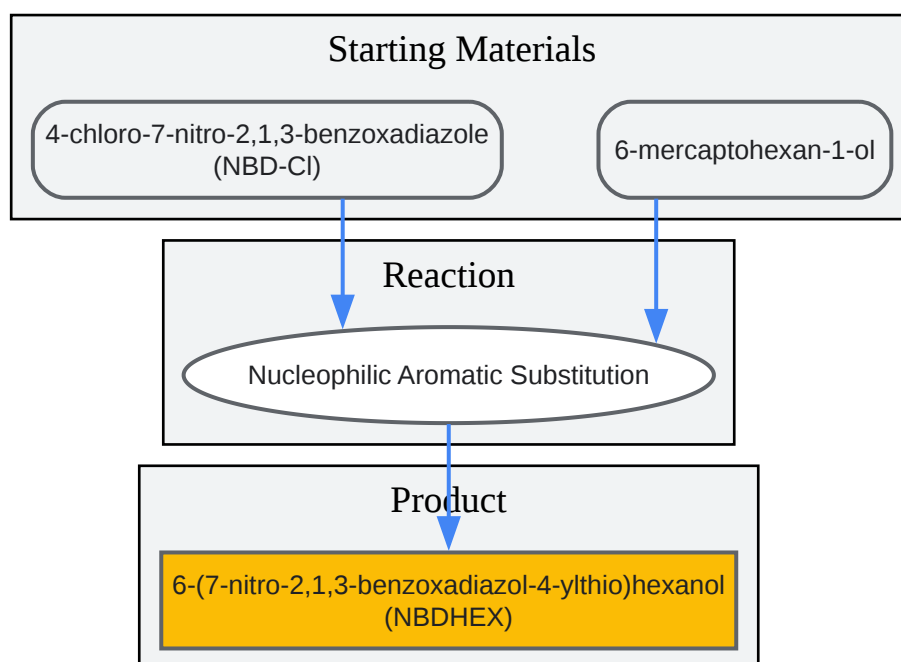 Starting Materials
4-chloro-7-nitro-2,1,3-benzoxadiazole
(NBD-Cl)
6-mercaptohexan-1-ol
Reaction
Nucleophilic Aromatic Substitution
Product
6-(7-nitro-2,1,3-benzoxadiazol-4-ylthio)hexanol
(NBDHEX)